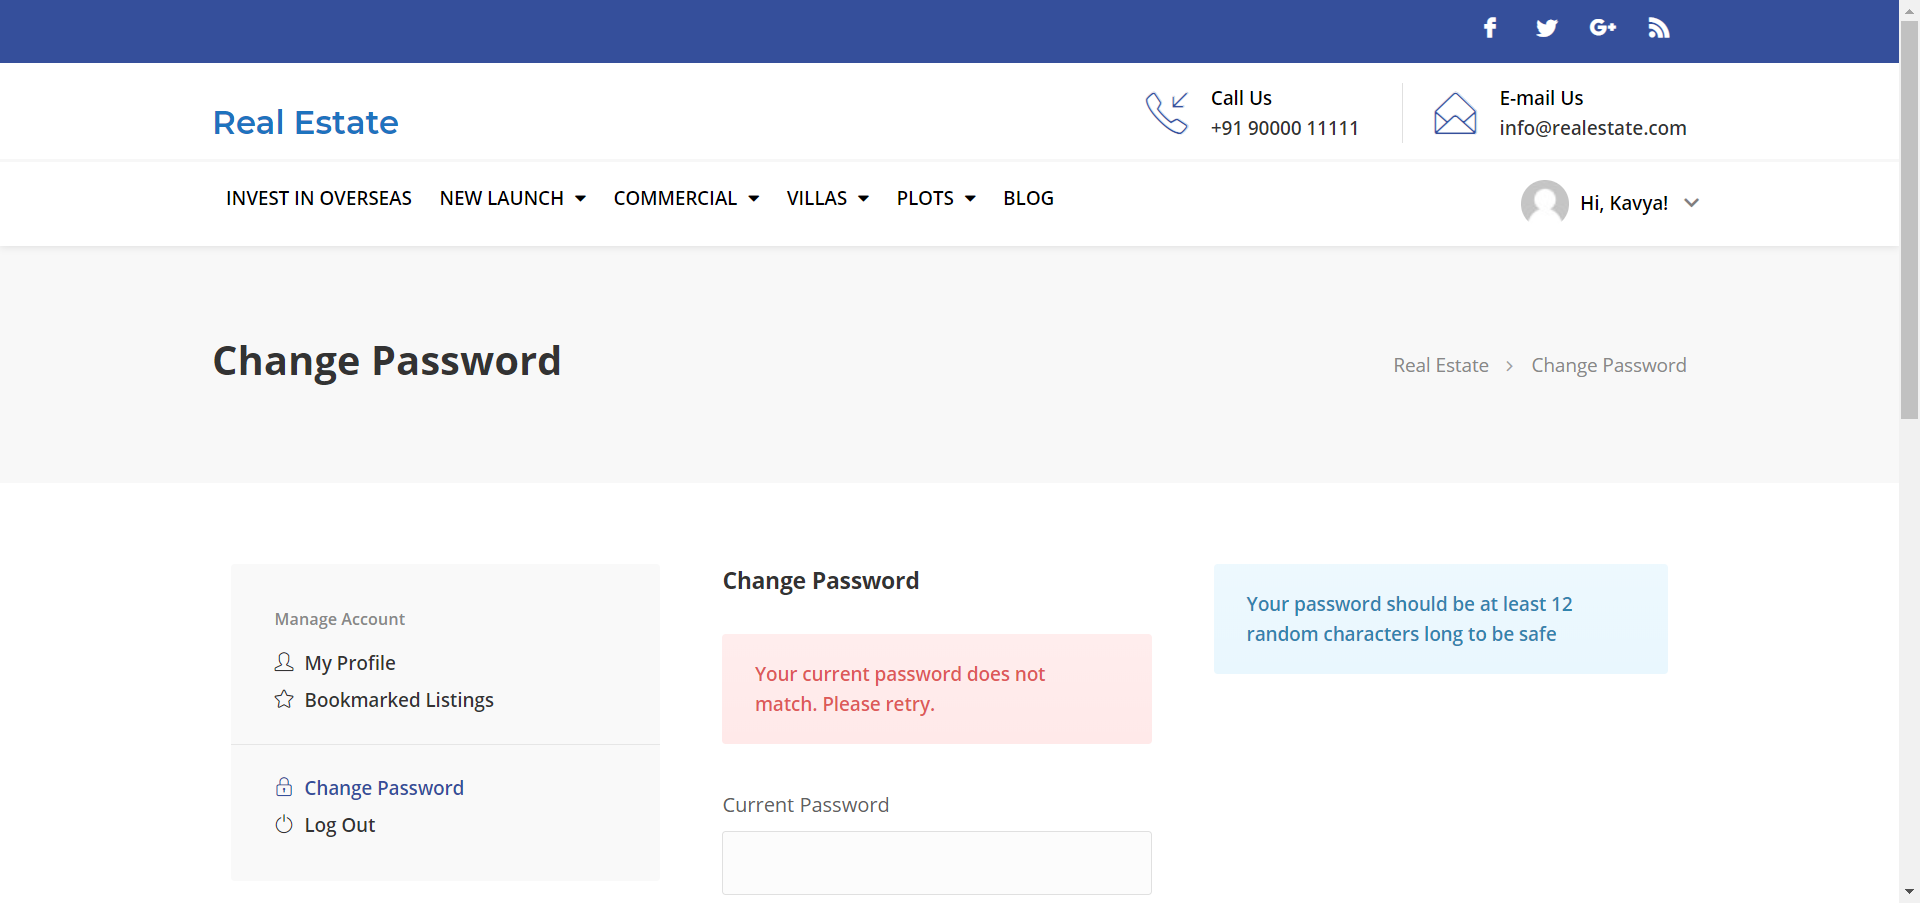 Real Estate
Call Us
+91 90000 11111
E-mail Us
info@realestate.com
INVEST IN OVERSEAS NEW LAUNCH COMMERCIAL VILLAS PLOTS BLOG
Hi, Kavya!
Change Password
Real Estate > Change Password
Manage Account
My Profile
Bookmarked Listings
Change Password
Log Out
Change Password
Your current password does not
match. Please retry.
Current Password
Your password should be at least 12
random characters long to be safe